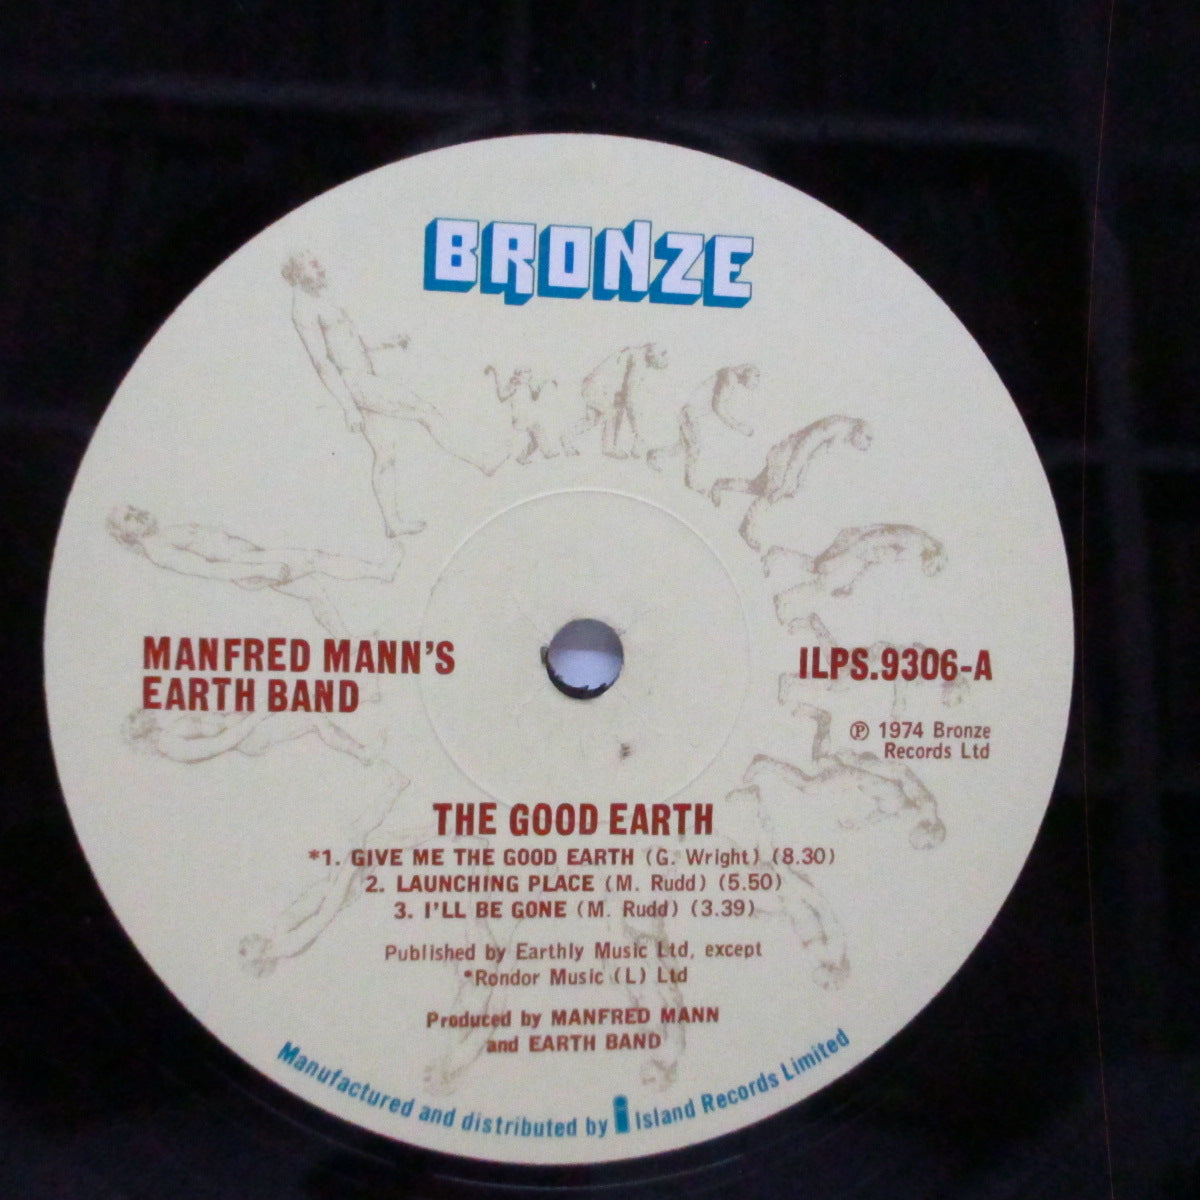 BRONZE
MANFRED MANN'S
EARTH BAND
ILPS.9306-A
℗ 1974 Bronze
Records Ltd
THE GOOD EARTH
*1. GIVE ME THE GOOD EARTH (G. Wright) (8.30)
2. LAUNCHING PLACE (M. Rudd) (5.50)
3. I'LL BE GONE (M. Rudd) (3.39)
Published by Earthly Music Ltd, except
*Rondor Music (L) Ltd
Produced by MANFRED MANN
and EARTH BAND
Manufactured and distributed by i Island Records Limited